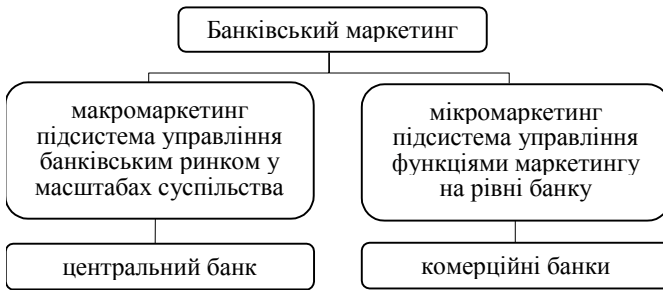 Банківський маркетинг
макромаркетинг
підсистема управління
банківським ринком у
масштабах суспільства
мікромаркетинг
підсистема управління
функціями маркетингу
на рівні банку
центральний банк
комерційні банки